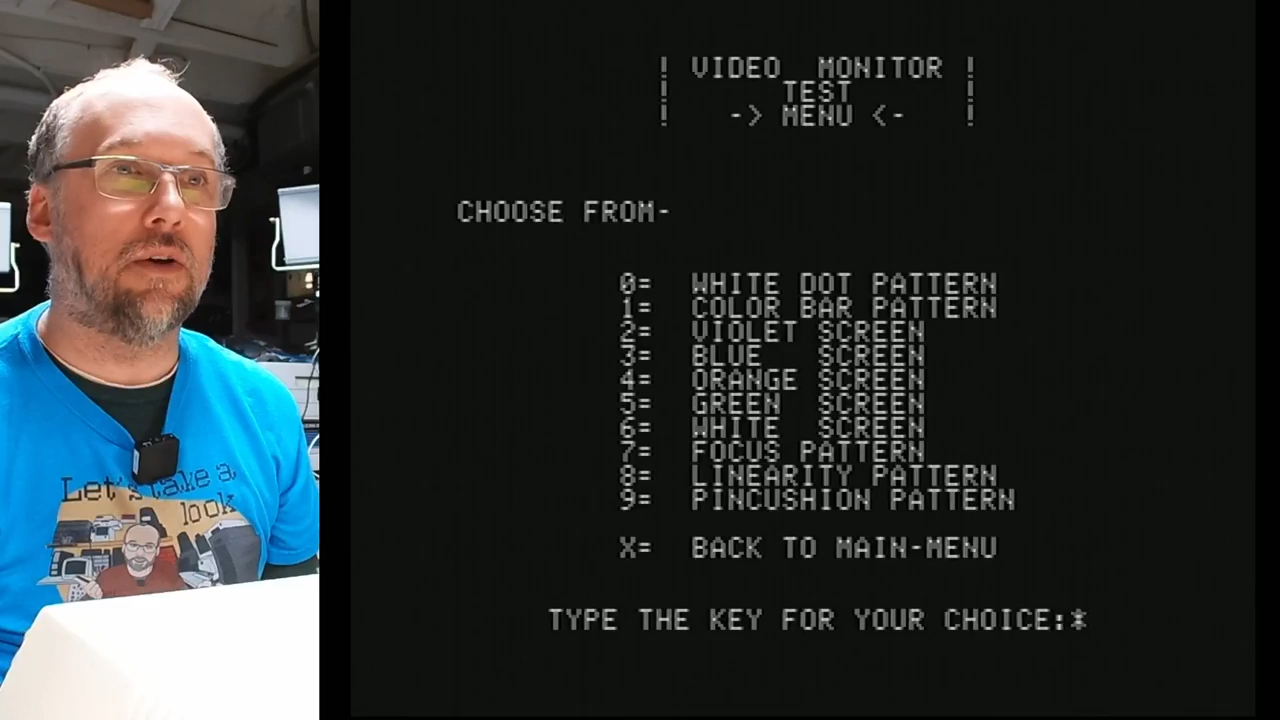 ! VIDEO MONITOR !
! TEST !
! -> MENU <- !
CHOOSE FROM-
0= WHITE DOT PATTERN
1= COLOR BAR PATTERN
2= VIOLET SCREEN
3= BLUE SCREEN
4= ORANGE SCREEN
5= GREEN SCREEN
6= WHITE SCREEN
7= FOCUS PATTERN
8= LINEARITY PATTERN
9= PINCUSHION PATTERN
X= BACK TO MAIN-MENU
TYPE THE KEY FOR YOUR CHOICE:*
Let's take a
look